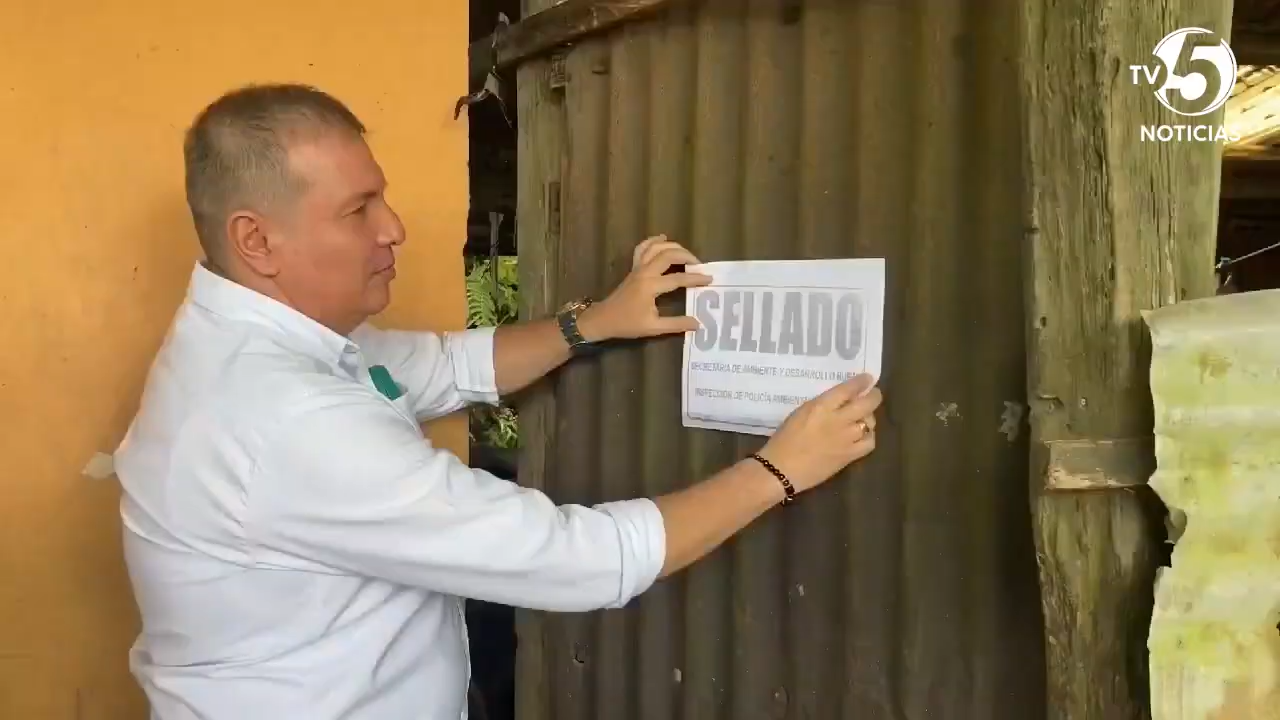 TV5
NOTICIAS
SELLADO
SECRETARIA DE AMBIENTE Y DESARROLLO
INSPECCIÓN DE POLICÍA